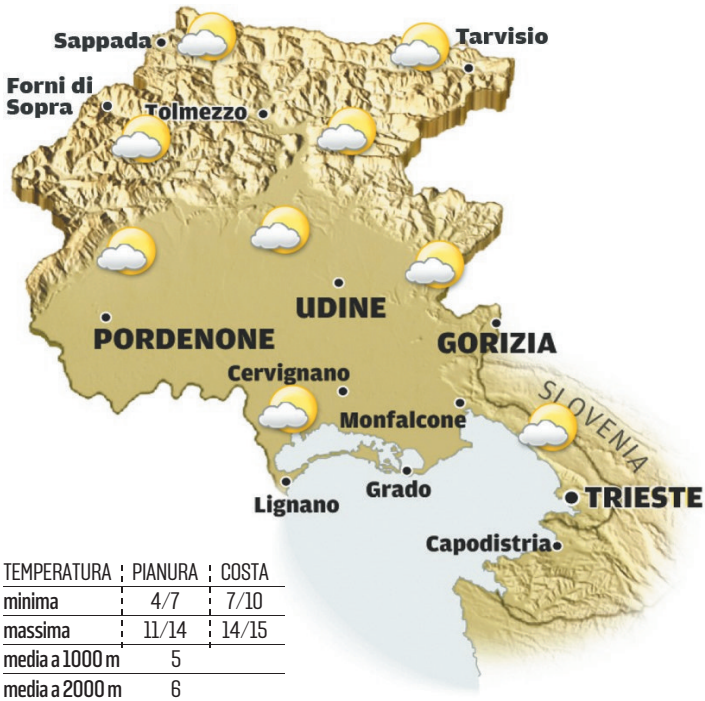 Sappada
Tarvisio
Forni di
Sopra
Tolmezzo
UDINE
PORDENONE
GORIZIA
Cervignano
Monfalcone
SLOVENIA
Lignano
Grado
TRIESTE
Capodistria
TEMPERATURA PIANURA COSTA
minima 4/7 7/10
massima 11/14 14/15
media a 1000 m 5
media a 2000 m 6